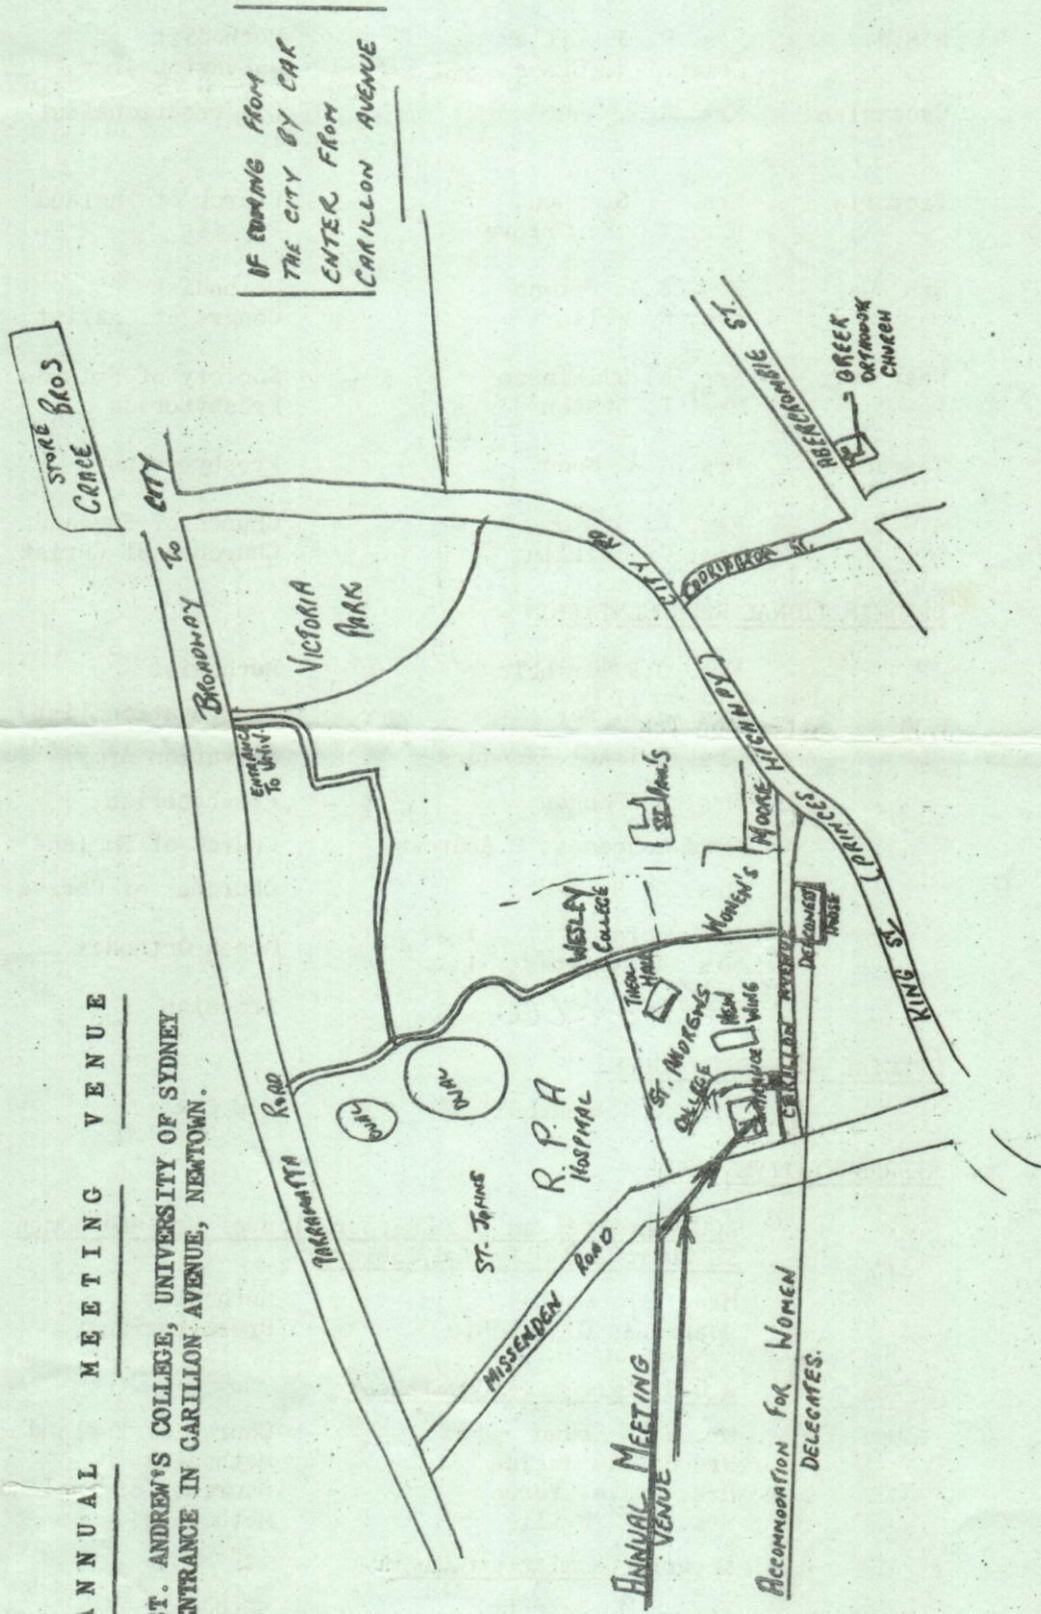 ANNUAL MEETING VENUE
ST. ANDREW'S COLLEGE, UNIVERSITY OF SYDNEY
ENTRANCE IN CARILLON AVENUE, NEWTOWN.
STORE
GRACE BROS
IF COMING FROM
THE CITY BY CAR
ENTER FROM
CARILLON AVENUE
TO CITY
BROADWAY
PARRAMATTA ROAD
VICTORIA
PARK
ENTRANCE
TO UNIV.
CITY RD
(PRINCES HIGHWAY)
ABERCROMBIE ST.
GREEK
ORTHODOX
CHURCH
OVAL
OVAL
ST. JOHNS
R P A
HOSPITAL
WESLEY
COLLEGE
ST. PAUL'S
WOMEN'S
MOORE
THEOL
HALL
ST. ANDREWS
COLLEGE
NEW
WING
ENTRANCE
CARILLON AVENUE
DEACONESS
HOUSE
KING ST.
MISSENDEN ROAD
ANNUAL MEETING
VENUE
ACCOMMODATION FOR WOMEN
DELEGATES.